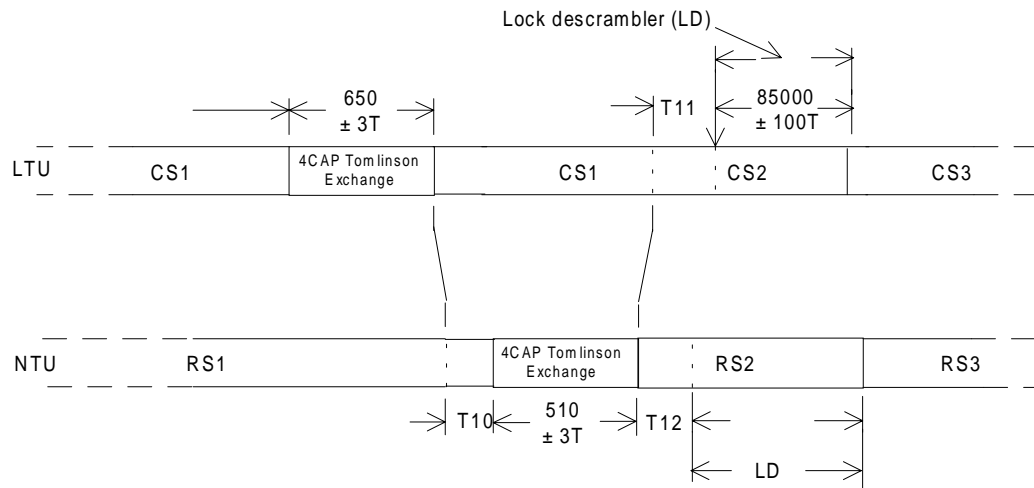 Lock descrambler (LD)
650
± 3T
T11
85000
± 100T
LTU
CS1
4CAP Tomlinson
Exchange
CS1
CS2
CS3
NTU
RS1
4CAP Tomlinson
Exchange
RS2
RS3
T10
510
± 3T
T12
LD